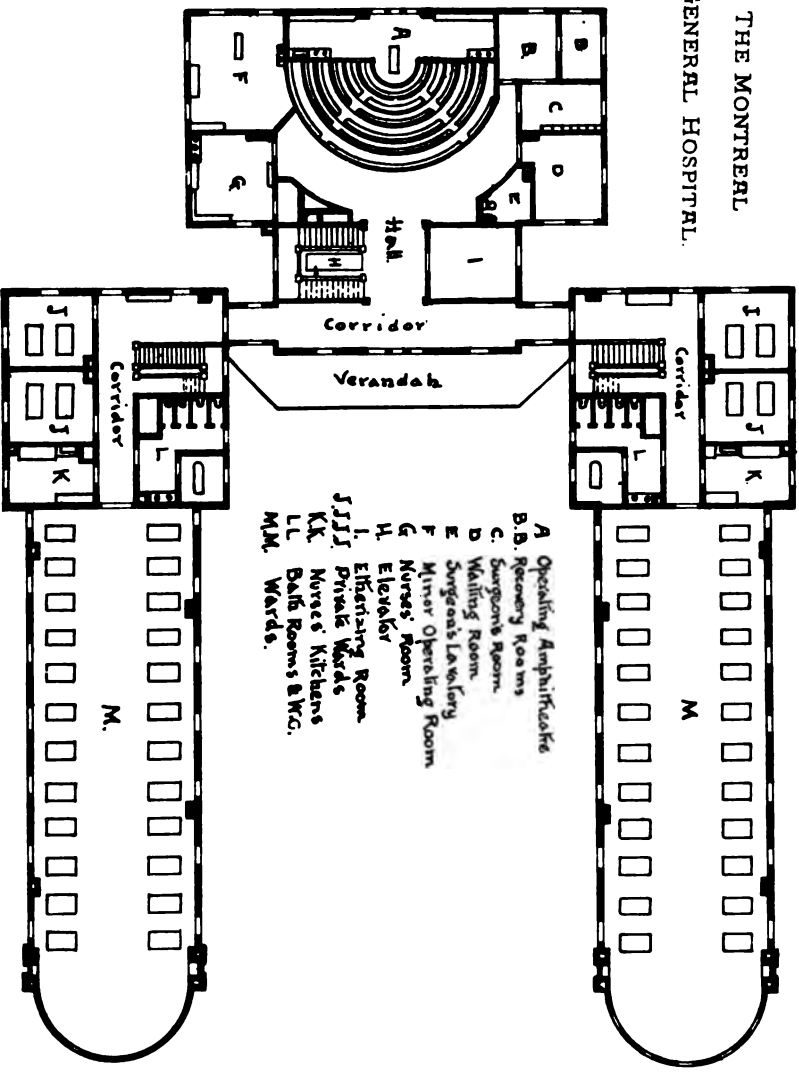 THE MONTREAL
GENERAL HOSPITAL.
A
B
B
C
D
E
F
G
Hall
H
I
Corridor
Verandah
J
J
Corridor
K
L
J
J
Corridor
K
L
A Operating Amphitheatre
B.B. Recovery Rooms
C. Surgeon's Room
D Waiting Room
E Surgeon's Lavatory
F Minor Operating Room
G Nurses' Room
H. Elevator
I. Etherizing Room
J.J.J.J. Private Wards
K.K. Nurses' Kitchens
L L Bath Rooms & W.C.
M.M. Wards.
M
M.